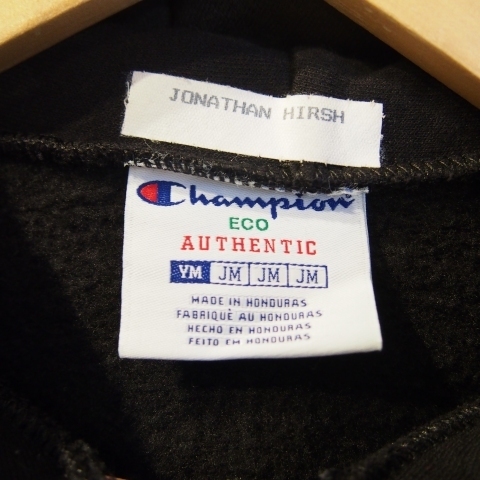 JONATHAN HIRSH
Champion
ECO
AUTHENTIC
YM JM JM JM
MADE IN HONDURAS
FABRIQUÉ AU HONDURAS
HECHO EN HONDURAS
FEITO EM HONDURAS